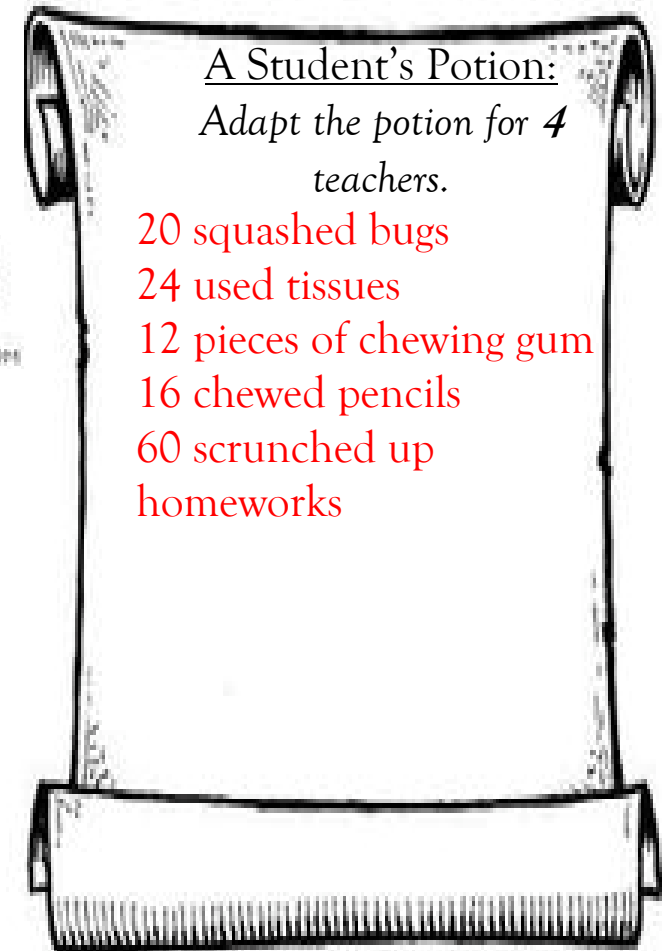 A Student’s Potion:
Adapt the potion for 4
teachers.
20 squashed bugs
24 used tissues
12 pieces of chewing gum
16 chewed pencils
60 scrunched up
homeworks